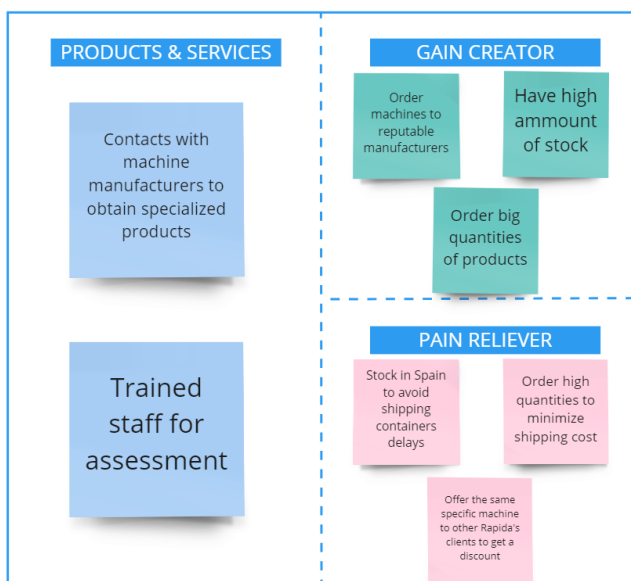 PRODUCTS & SERVICES
Contacts with
machine
manufacturers to
obtain specialized
products
Trained
staff for
assessment
GAIN CREATOR
Order
machines to
reputable
manufacturers
Have high
ammount
of stock
Order big
quantities
of products
PAIN RELIEVER
Stock in Spain
to avoid
shipping
containers
delays
Order high
quantities to
minimize
shipping cost
Offer the same
specific machine
to other Rapida's
clients to get a
discount